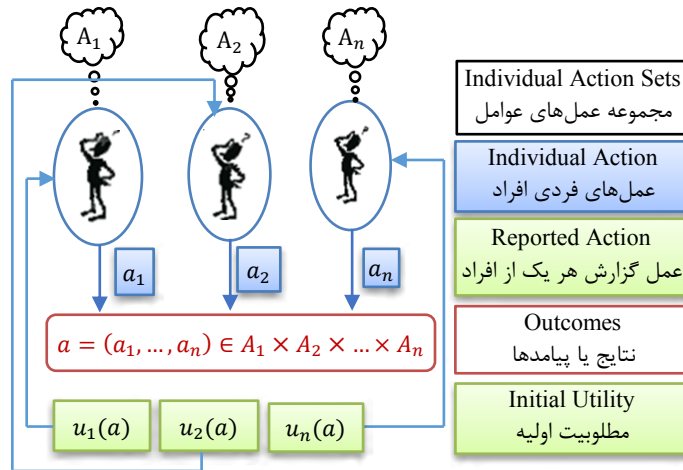 A₁
A₂
Aₙ
a₁
a₂
aₙ
a = (a₁, ..., aₙ) ∈ A₁ × A₂ × ... × Aₙ
u₁(a)
u₂(a)
uₙ(a)
Individual Action Sets
مجموعه عمل‌های عوامل
Individual Action
عمل‌های فردی افراد
Reported Action
عمل گزارش هر یک از افراد
Outcomes
نتایج یا پیامدها
Initial Utility
مطلوبیت اولیه